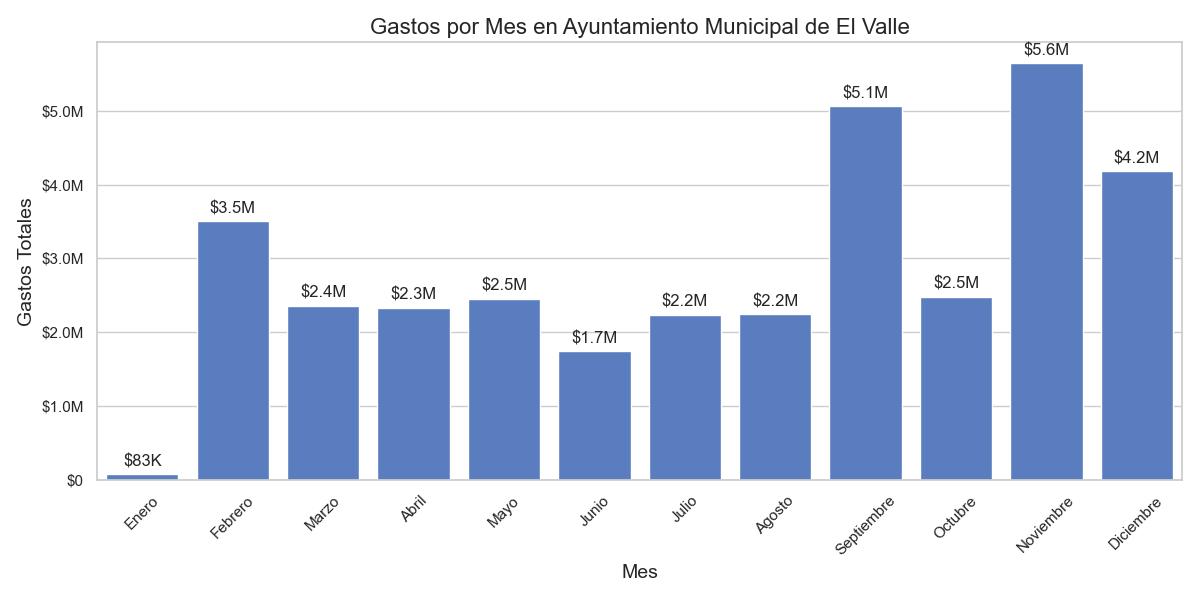 Gastos por Mes en Ayuntamiento Municipal de El Valle
Gastos Totales
$5.0M
$4.0M
$3.0M
$2.0M
$1.0M
$0
$83K
$3.5M
$2.4M
$2.3M
$2.5M
$1.7M
$2.2M
$2.2M
$5.1M
$2.5M
$5.6M
$4.2M
Enero
Febrero
Marzo
Abril
Mayo
Junio
Julio
Agosto
Septiembre
Octubre
Noviembre
Diciembre
Mes